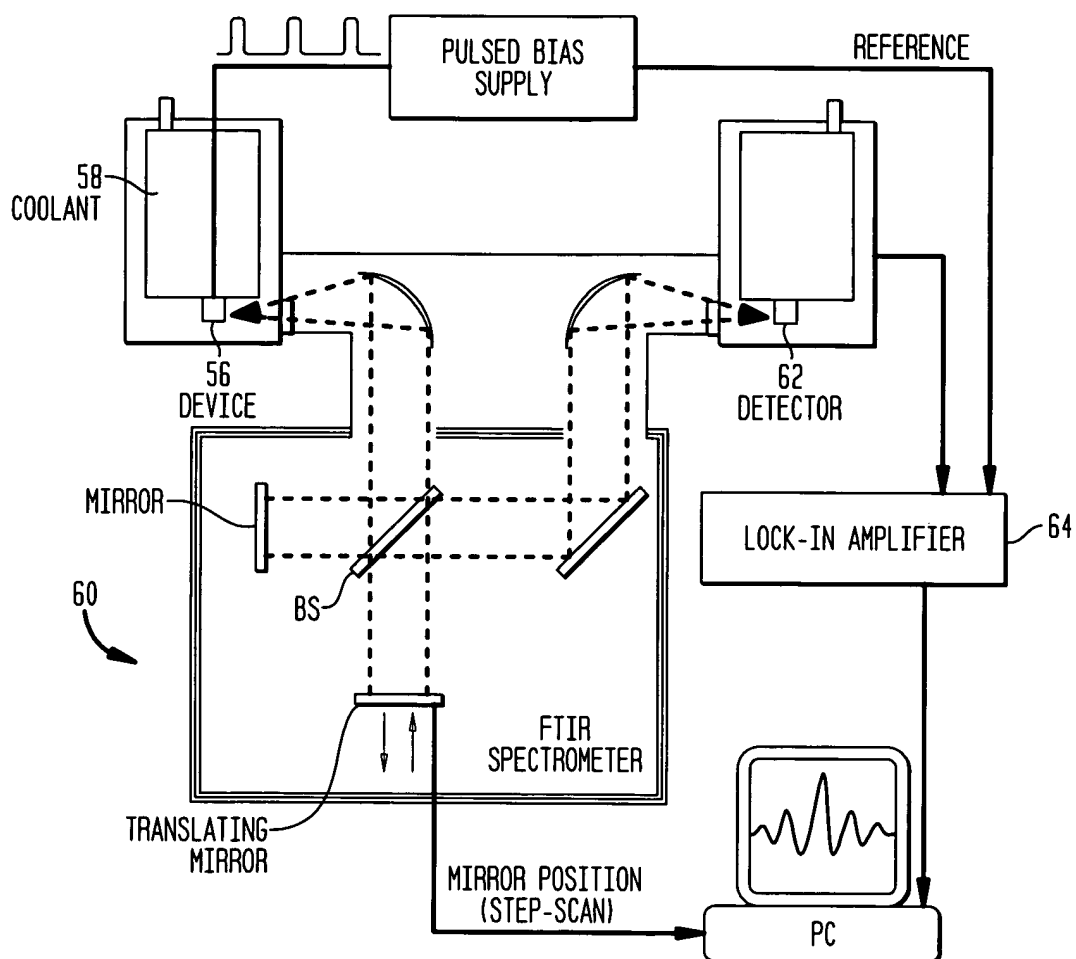 PULSED BIAS
SUPPLY
REFERENCE
58
COOLANT
56
DEVICE
62
DETECTOR
MIRROR
BS
LOCK-IN AMPLIFIER
64
60
FTIR
SPECTROMETER
TRANSLATING
MIRROR
MIRROR POSITION
(STEP-SCAN)
PC